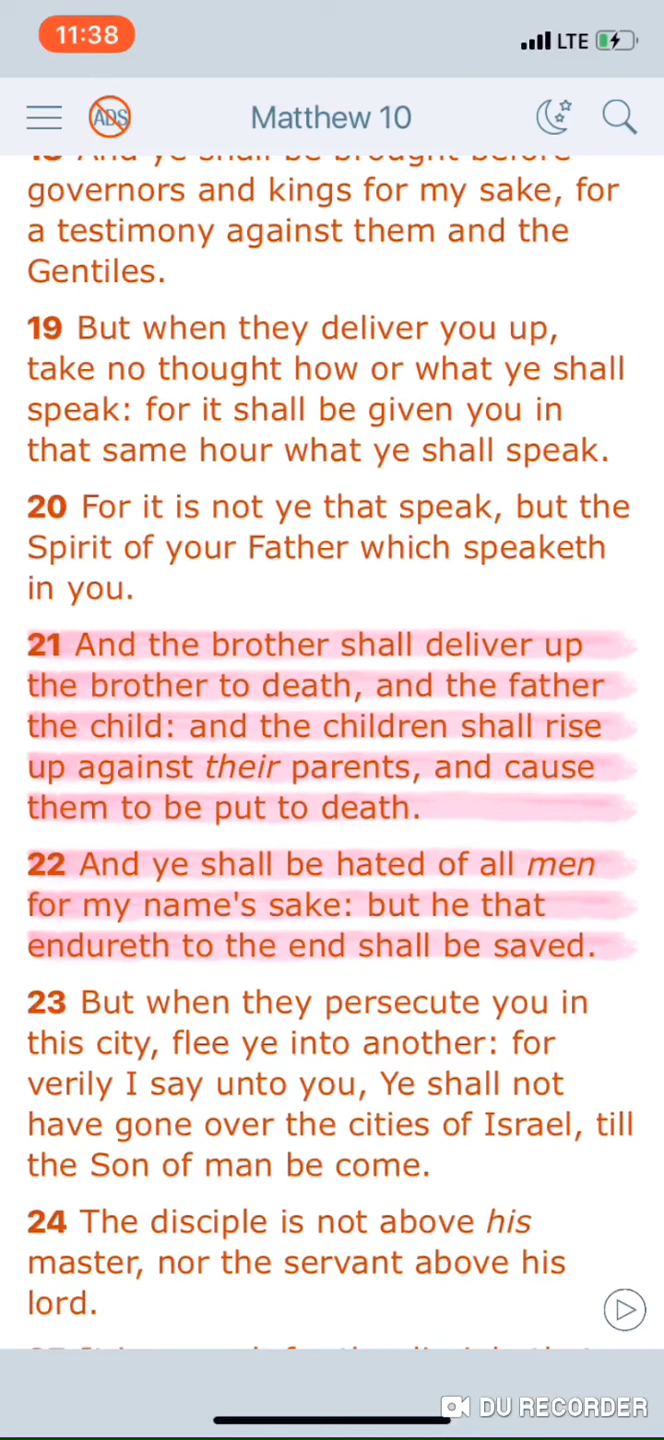 11:38
LTE
ADS
Matthew 10
18 And ye shall be brought before
governors and kings for my sake, for
a testimony against them and the
Gentiles.
19 But when they deliver you up,
take no thought how or what ye shall
speak: for it shall be given you in
that same hour what ye shall speak.
20 For it is not ye that speak, but the
Spirit of your Father which speaketh
in you.
21 And the brother shall deliver up
the brother to death, and the father
the child: and the children shall rise
up against their parents, and cause
them to be put to death.
22 And ye shall be hated of all men
for my name's sake: but he that
endureth to the end shall be saved.
23 But when they persecute you in
this city, flee ye into another: for
verily I say unto you, Ye shall not
have gone over the cities of Israel, till
the Son of man be come.
24 The disciple is not above his
master, nor the servant above his
lord.
DU RECORDER